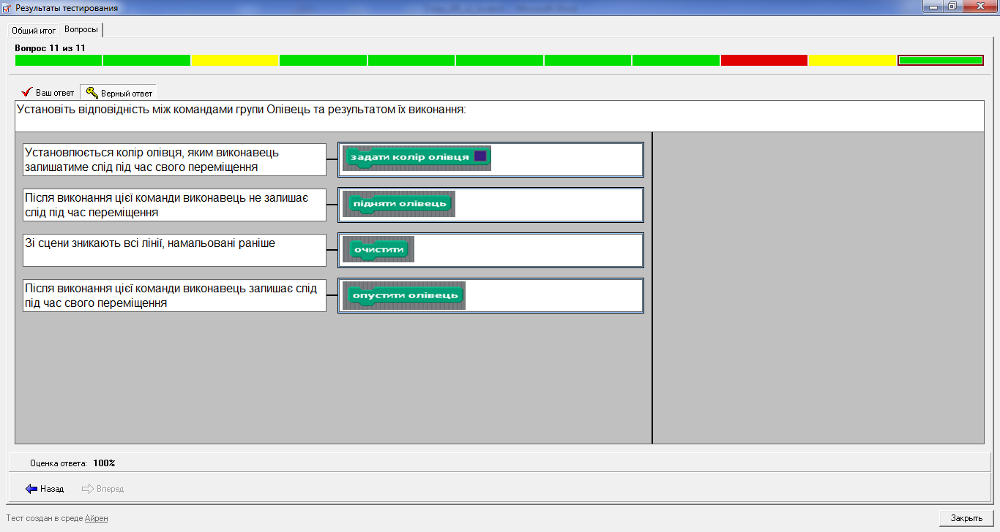 Результаты тестирования
Общий итог
Вопросы
Вопрос 11 из 11
Ваш ответ
Верный ответ
Установіть відповідність між командами групи Олівець та результатом їх виконання:
Установлюється колір олівця, яким виконавець
залишатиме слід під час свого переміщення
задати колір олівця
Після виконання цієї команди виконавець не залишає
слід під час переміщення
підняти олівець
Зі сцени зникають всі лінії, намальовані раніше
очистити
Після виконання цієї команди виконавець залишає слід
під час свого переміщення
опустити олівець
Оценка ответа: 100%
Назад
Вперед
Тест создан в среде Айрен
Закрыть